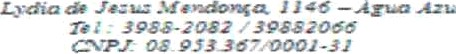 Lydia de Jesus Mendonça, 1146 – Água Azu
Tel: 3988-2082 / 39882066
CNPJ: 08.953.367/0001-31